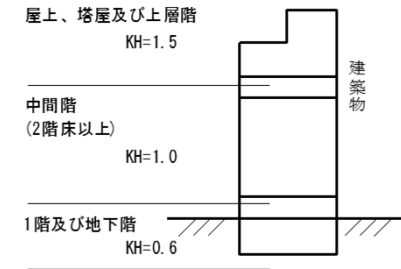 屋上、塔屋及び上層階
KH=1.5
中間階
(2階床以上)
KH=1.0
1階及び地下階
KH=0.6
建築物